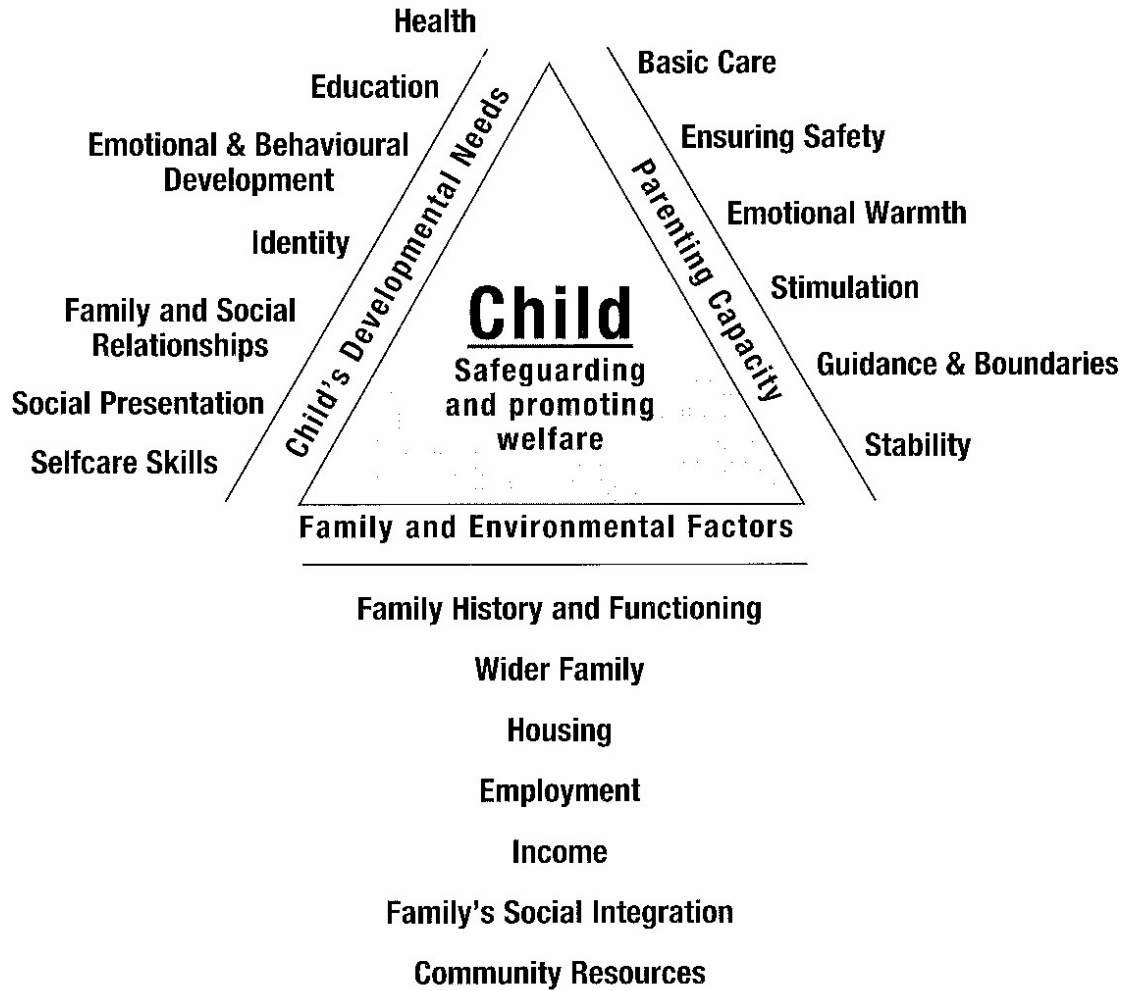 Health
Education
Emotional & Behavioural
Development
Identity
Family and Social
Relationships
Social Presentation
Selfcare Skills
Child's Developmental Needs
Child
Safeguarding
and promoting
welfare
Parenting Capacity
Basic Care
Ensuring Safety
Emotional Warmth
Stimulation
Guidance & Boundaries
Stability
Family and Environmental Factors
Family History and Functioning
Wider Family
Housing
Employment
Income
Family's Social Integration
Community Resources